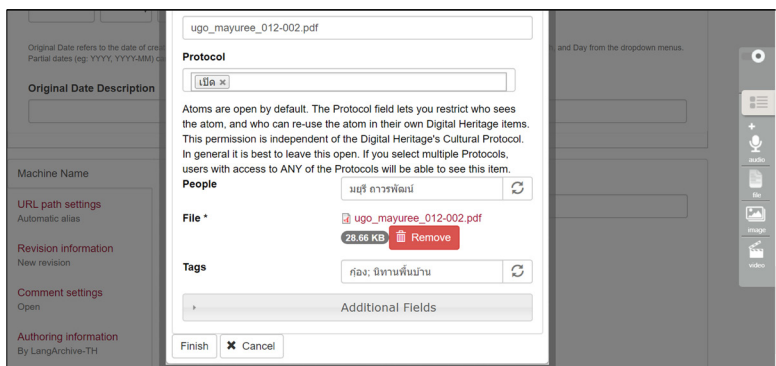 ugo_mayuree_012-002.pdf
Original Date refers to the date of cre
, and Day from the dropdown menus.
Partial dates (eg: YYYY, YYYY-MM) c
Protocol
เปิด ×
Original Date Description
Atoms are open by default. The Protocol field lets you restrict who sees
the atom, and who can re-use the atom in their own Digital Heritage items.
This permission is independent of the Digital Heritage's Cultural Protocol.
In general it is best to leave this open. If you select multiple Protocols,
users with access to ANY of the Protocols will be able to see this item.
People
มยุรี ถาวรพัฒน์
File *
ugo_mayuree_012-002.pdf
28.66 KB Remove
Tags
ก๋อง; นิทานพื้นบ้าน
Additional Fields
Finish
Cancel
Machine Name
URL path settings
Automatic alias
Revision information
New revision
Comment settings
Open
Authoring information
By LangArchive-TH
audio
file
image
video